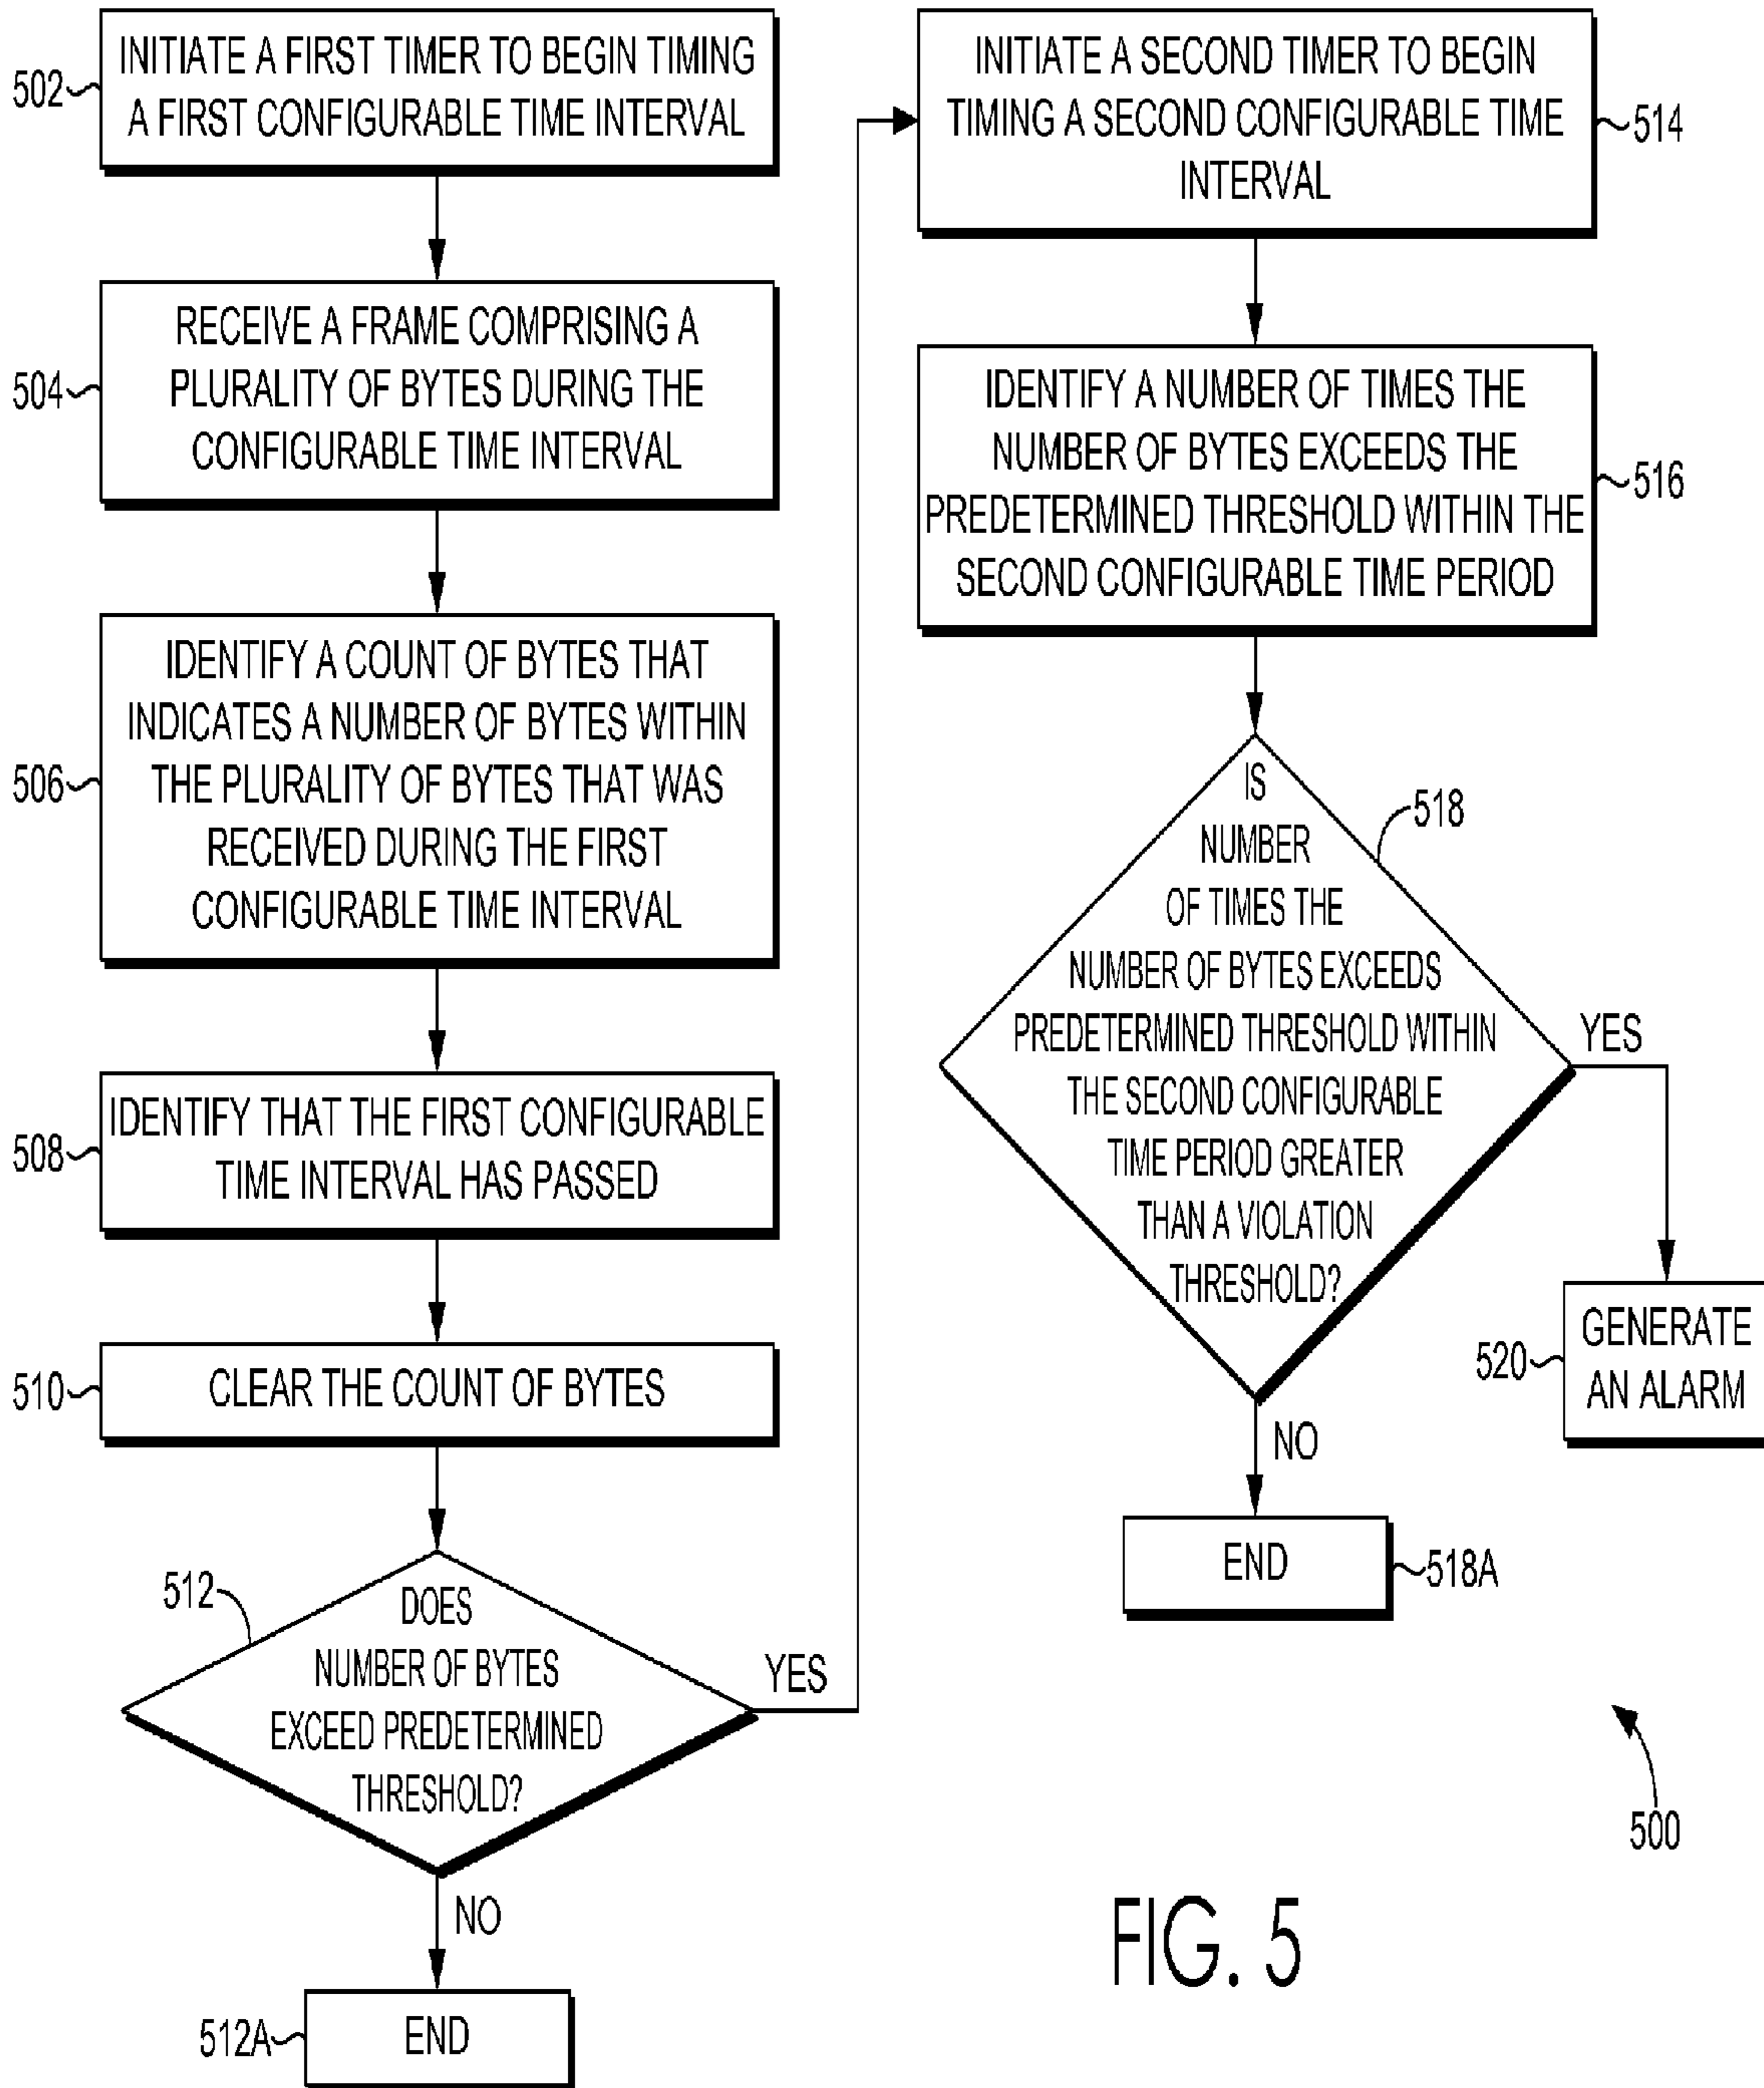 502
INITIATE A FIRST TIMER TO BEGIN TIMING
A FIRST CONFIGURABLE TIME INTERVAL
504
RECEIVE A FRAME COMPRISING A
PLURALITY OF BYTES DURING THE
CONFIGURABLE TIME INTERVAL
506
IDENTIFY A COUNT OF BYTES THAT
INDICATES A NUMBER OF BYTES WITHIN
THE PLURALITY OF BYTES THAT WAS
RECEIVED DURING THE FIRST
CONFIGURABLE TIME INTERVAL
508
IDENTIFY THAT THE FIRST CONFIGURABLE
TIME INTERVAL HAS PASSED
510
CLEAR THE COUNT OF BYTES
512
DOES
NUMBER OF BYTES
EXCEED PREDETERMINED
THRESHOLD?
YES
NO
512A
END
INITIATE A SECOND TIMER TO BEGIN
TIMING A SECOND CONFIGURABLE TIME
INTERVAL
514
IDENTIFY A NUMBER OF TIMES THE
NUMBER OF BYTES EXCEEDS THE
PREDETERMINED THRESHOLD WITHIN THE
SECOND CONFIGURABLE TIME PERIOD
516
IS
NUMBER
OF TIMES THE
NUMBER OF BYTES EXCEEDS
PREDETERMINED THRESHOLD WITHIN
THE SECOND CONFIGURABLE
TIME PERIOD GREATER
THAN A VIOLATION
THRESHOLD?
518
YES
520
GENERATE
AN ALARM
NO
END
518A
500
FIG. 5